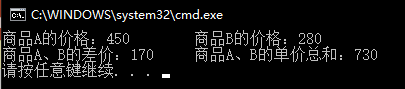 C:\WINDOWS\system32\cmd.exe
商品A的价格：450 商品B的价格：280
商品A、B的差价：170 商品A、B的单价总和：730
请按任意键继续. . .